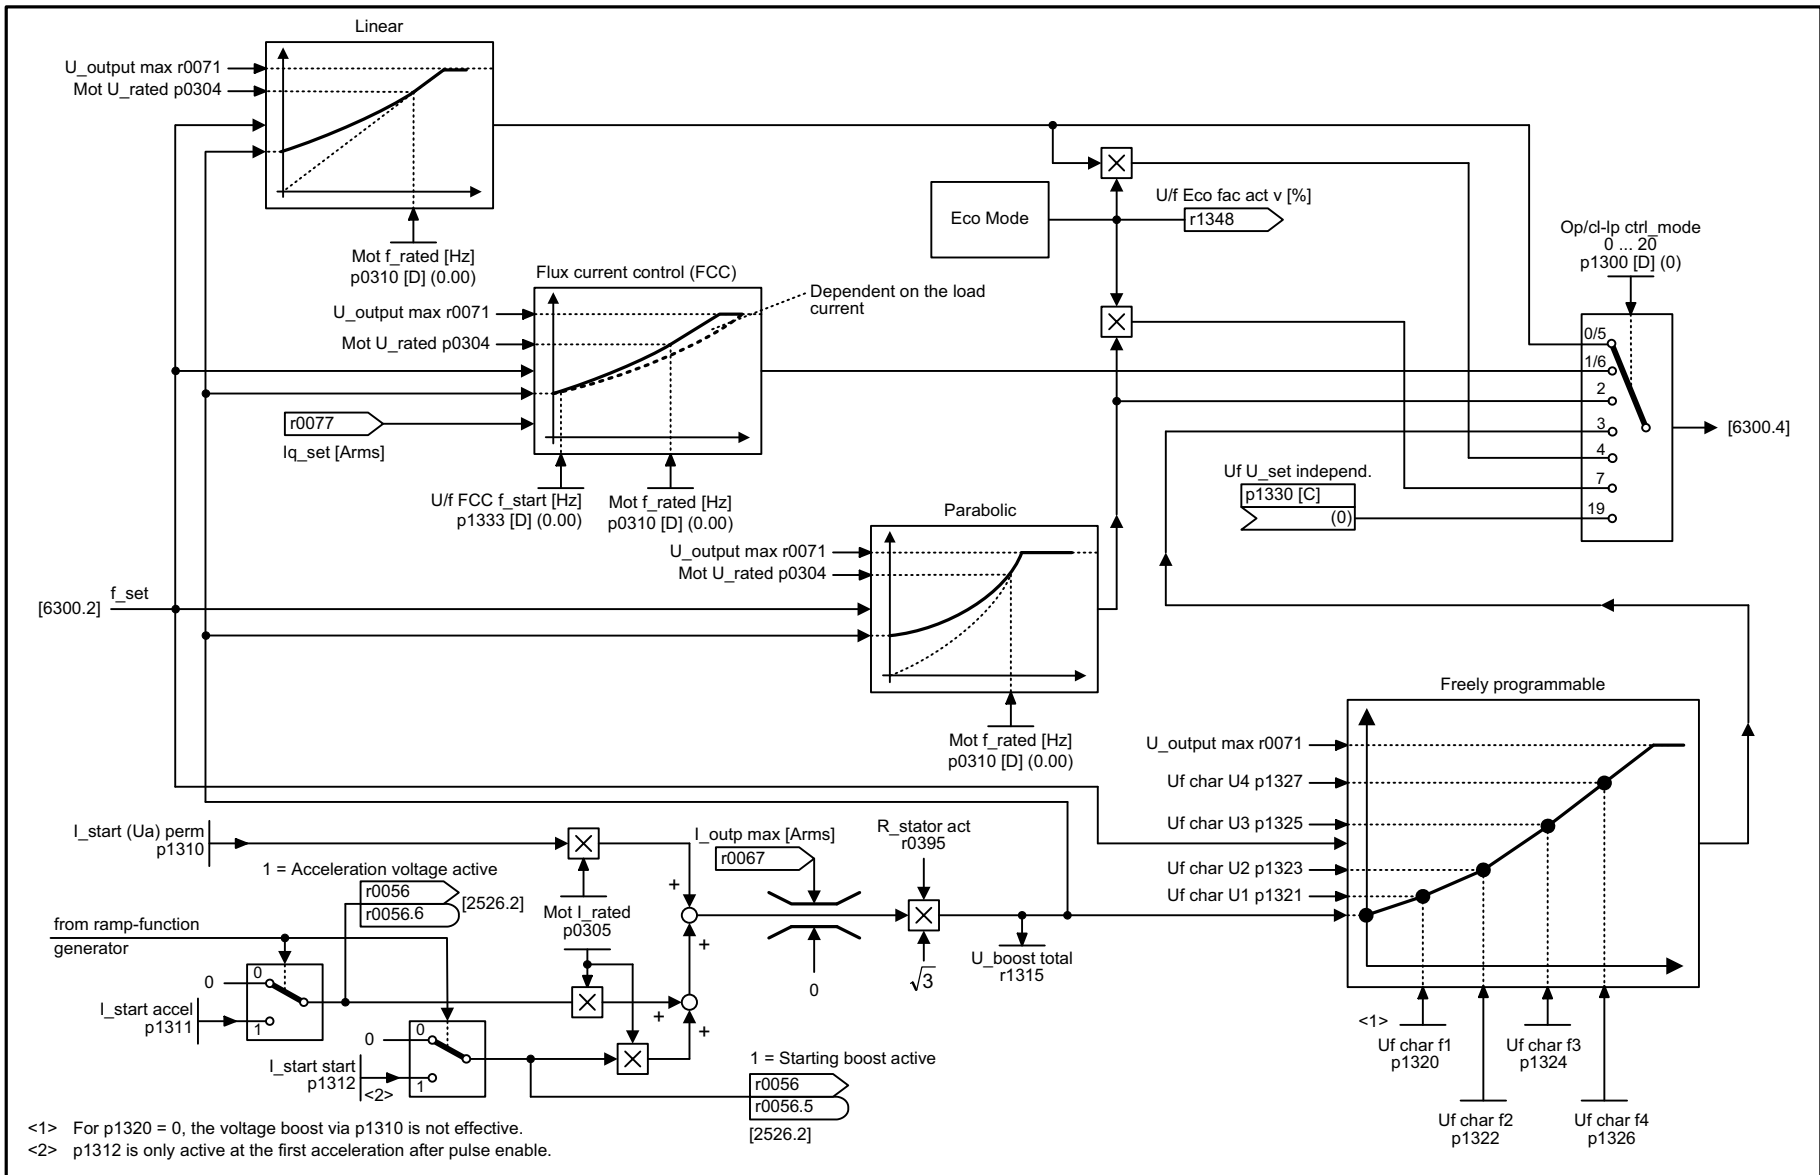 Linear
U_output max r0071
Mot U_rated p0304
Mot f_rated [Hz]
p0310 [D] (0.00)
Eco Mode
U/f Eco fac act v [%]
r1348
Op/cl-lp ctrl_mode
0 ... 20
p1300 [D] (0)
Flux current control (FCC)
Dependent on the load
current
U_output max r0071
Mot U_rated p0304
r0077
Iq_set [Arms]
U/f FCC f_start [Hz]
p1333 [D] (0.00)
Mot f_rated [Hz]
p0310 [D] (0.00)
0/5
1/6
2
3
4
7
19
[6300.4]
Uf U_set independ.
p1330 [C]
(0)
Parabolic
U_output max r0071
Mot U_rated p0304
Mot f_rated [Hz]
p0310 [D] (0.00)
[6300.2]
f_set
Freely programmable
U_output max r0071
Uf char U4 p1327
Uf char U3 p1325
Uf char U2 p1323
Uf char U1 p1321
<1>
Uf char f1
p1320
Uf char f3
p1324
Uf char f2
p1322
Uf char f4
p1326
I_start (Ua) perm
p1310
1 = Acceleration voltage active
r0056
r0056.6
[2526.2]
Mot I_rated
p0305
I_outp max [Arms]
r0067
R_stator act
r0395
+
+
+
+
0
√3
U_boost total
r1315
from ramp-function
generator
0
0
1
I_start accel
p1311
0
0
1
I_start start
p1312
<2>
1 = Starting boost active
r0056
r0056.5
[2526.2]
<1> For p1320 = 0, the voltage boost via p1310 is not effective.
<2> p1312 is only active at the first acceleration after pulse enable.